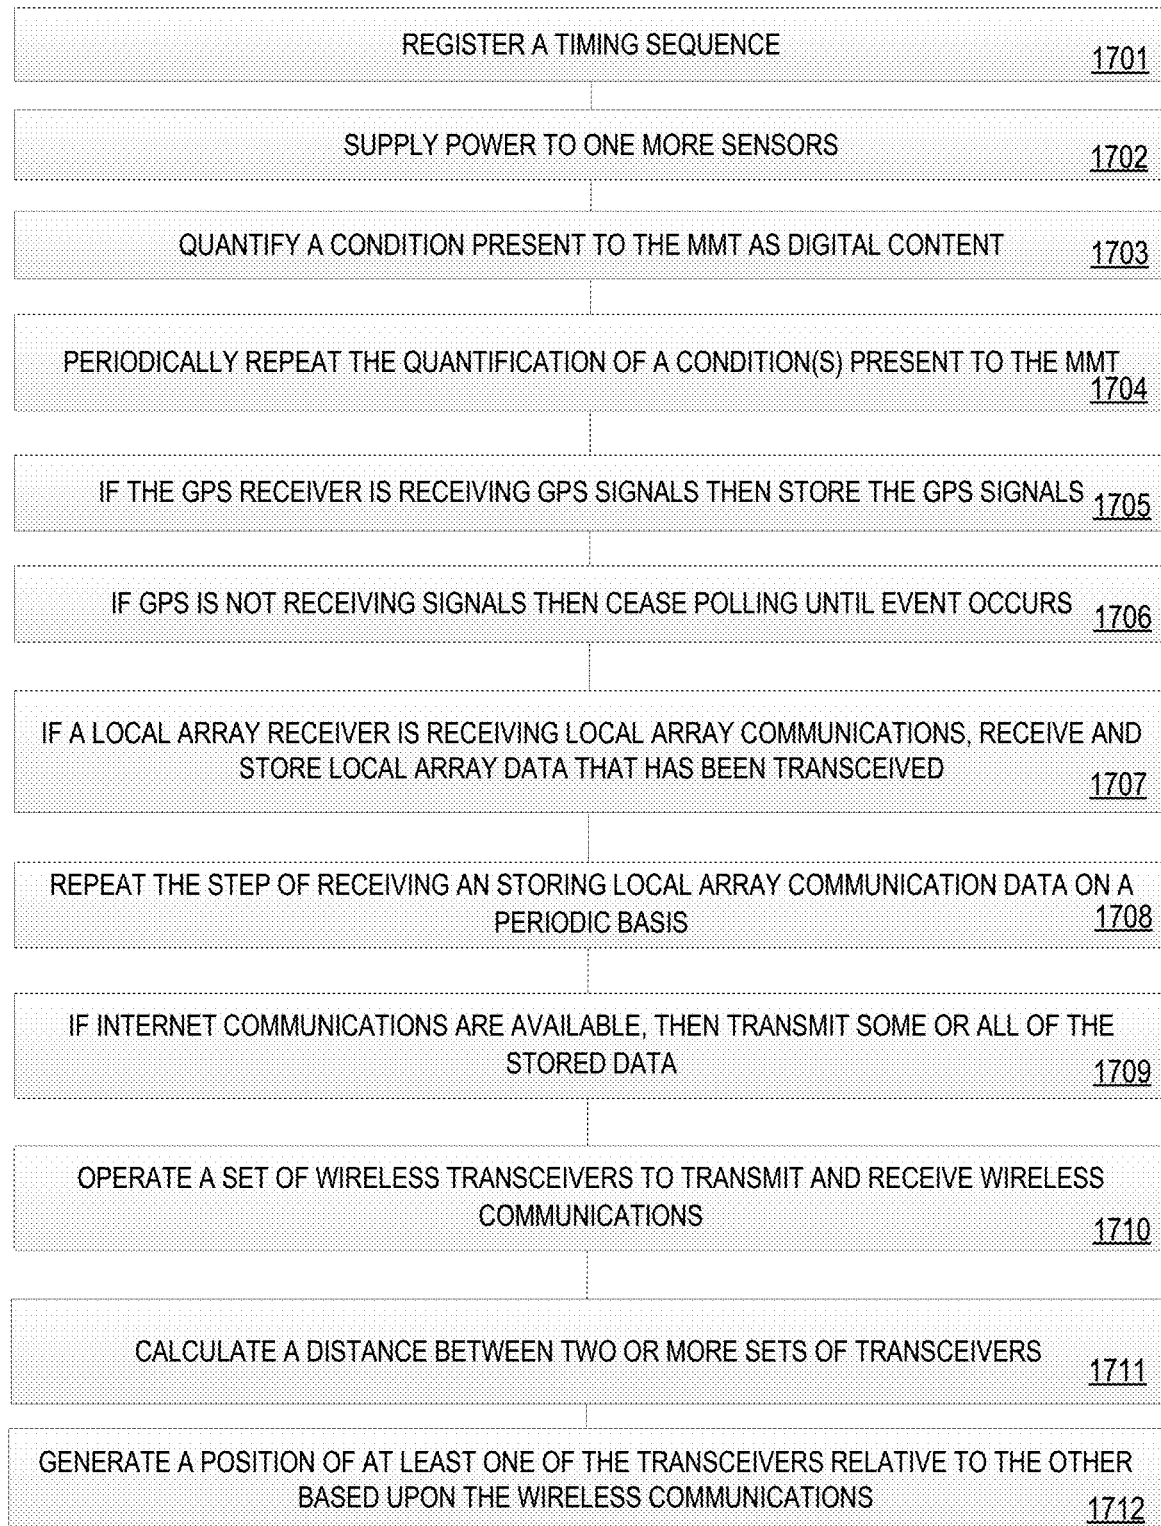 REGISTER A TIMING SEQUENCE
1701
SUPPLY POWER TO ONE MORE SENSORS
1702
QUANTIFY A CONDITION PRESENT TO THE MMT AS DIGITAL CONTENT
1703
PERIODICALLY REPEAT THE QUANTIFICATION OF A CONDITION(S) PRESENT TO THE MMT
1704
IF THE GPS RECEIVER IS RECEIVING GPS SIGNALS THEN STORE THE GPS SIGNALS
1705
IF GPS IS NOT RECEIVING SIGNALS THEN CEASE POLLING UNTIL EVENT OCCURS
1706
IF A LOCAL ARRAY RECEIVER IS RECEIVING LOCAL ARRAY COMMUNICATIONS, RECEIVE AND
STORE LOCAL ARRAY DATA THAT HAS BEEN TRANSCEIVED
1707
REPEAT THE STEP OF RECEIVING AN STORING LOCAL ARRAY COMMUNICATION DATA ON A
PERIODIC BASIS
1708
IF INTERNET COMMUNICATIONS ARE AVAILABLE, THEN TRANSMIT SOME OR ALL OF THE
STORED DATA
1709
OPERATE A SET OF WIRELESS TRANSCEIVERS TO TRANSMIT AND RECEIVE WIRELESS
COMMUNICATIONS
1710
CALCULATE A DISTANCE BETWEEN TWO OR MORE SETS OF TRANSCEIVERS
1711
GENERATE A POSITION OF AT LEAST ONE OF THE TRANSCEIVERS RELATIVE TO THE OTHER
BASED UPON THE WIRELESS COMMUNICATIONS
1712